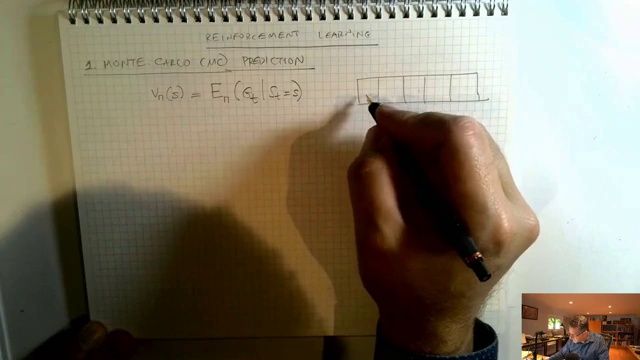 REINFORCEMENT LEARNING
1. MONTE-CARLO (MC) PREDICTION
Vπ(s) = Eπ(Gt | St = s)